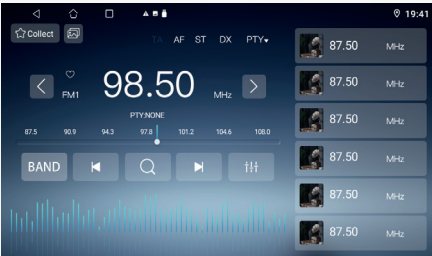 19:41
Collect
TA AF ST DX PTY
FM1 98.50 MHz
PTY:NONE
87.5 90.9 94.3 97.8 101.2 104.6 108.0
BAND
87.50 MHz
87.50 MHz
87.50 MHz
87.50 MHz
87.50 MHz
87.50 MHz